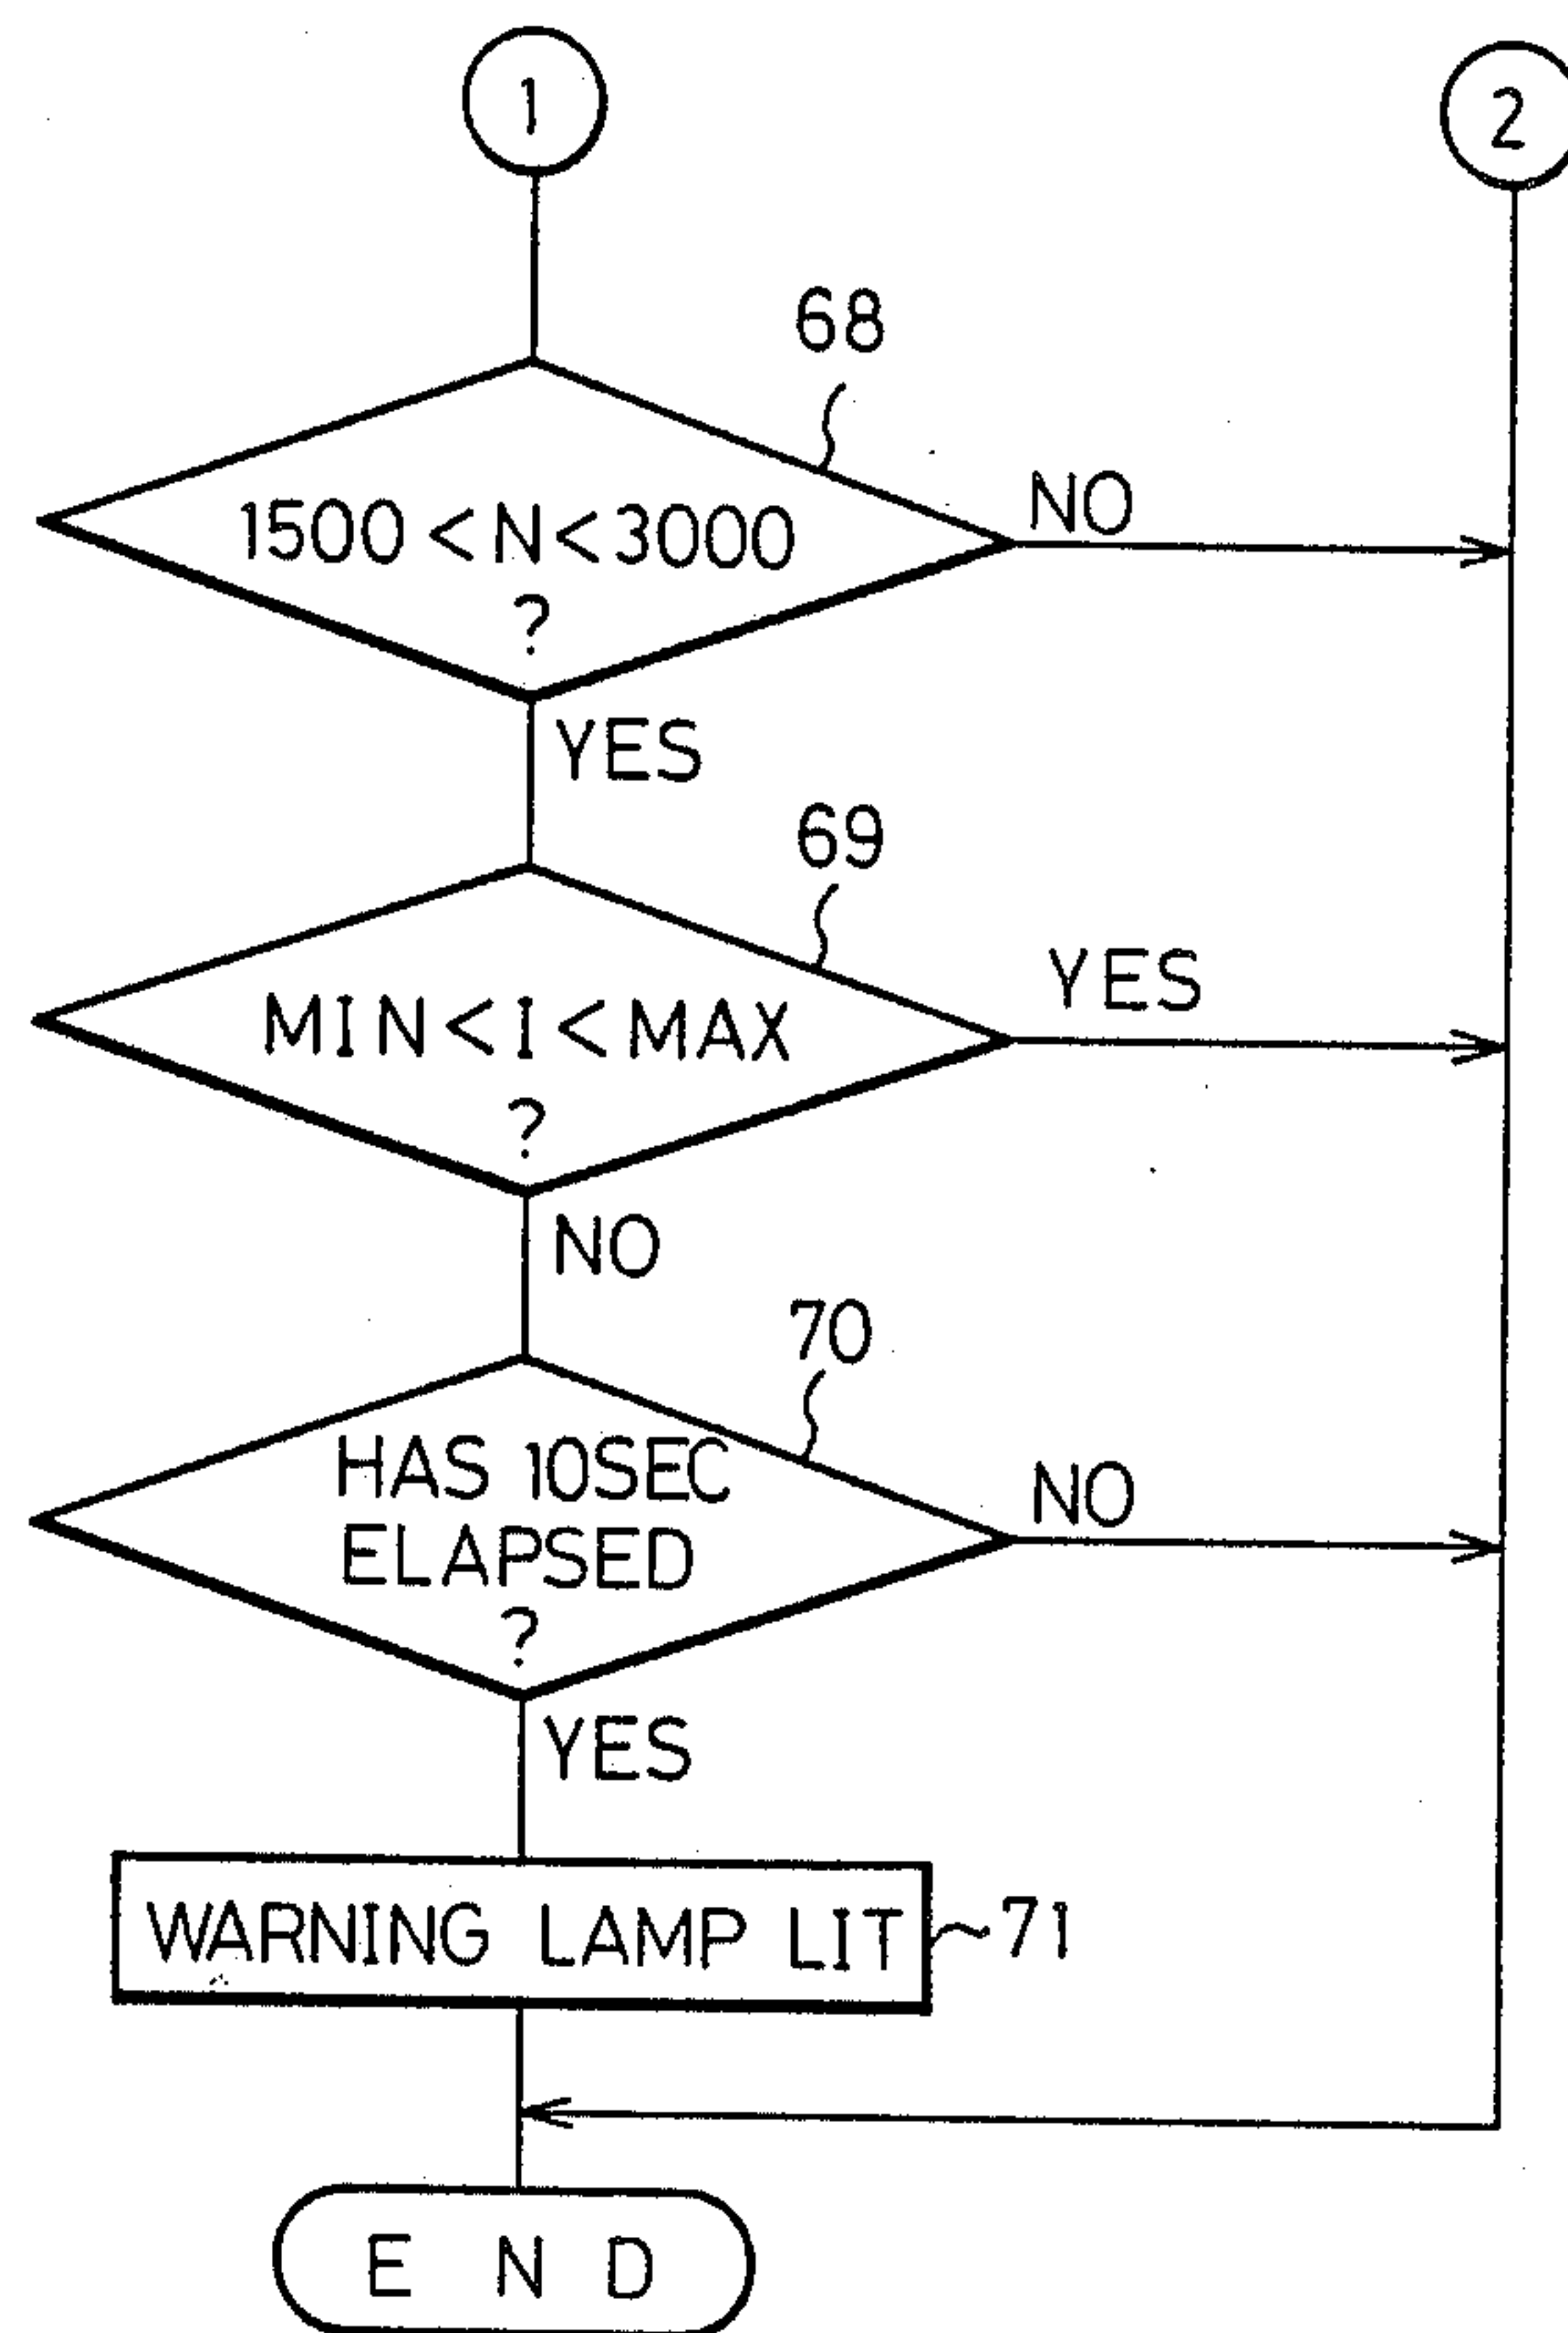 1
2
68
1500<N<3000
?
NO
YES
69
MIN<I<MAX
?
YES
NO
70
HAS 10SEC
ELAPSED
?
NO
YES
WARNING LAMP LIT
71
END